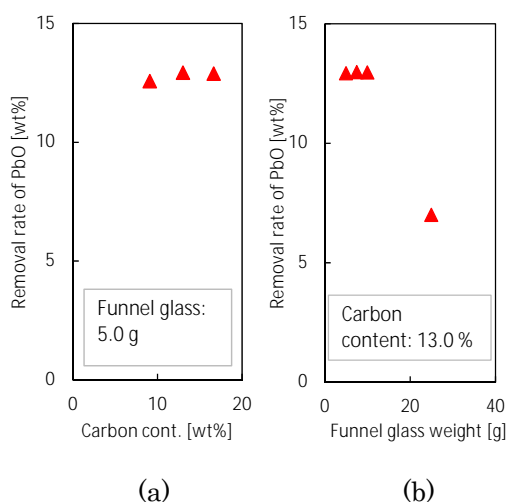 15
10
5
0
Removal rate of PbO [wt%]
Funnel glass:
5.0 g
0 10 20
Carbon cont. [wt%]
(a)
15
10
5
0
Removal rate of PbO [wt%]
Carbon
content: 13.0 %
0 20 40
Funnel glass weight [g]
(b)